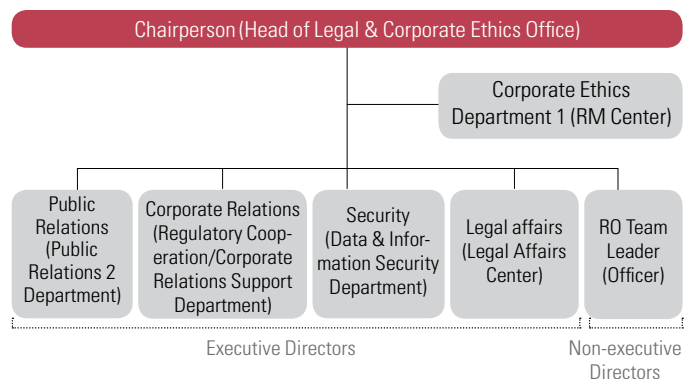 Chairperson (Head of Legal & Corporate Ethics Office)
Corporate Ethics
Department 1 (RM Center)
Public
Relations
(Public
Relations 2
Department)
Corporate Relations
(Regulatory Coop-
eration/Corporate
Relations Support
Department)
Security
(Data & Infor-
mation Security
Department)
Legal affairs
(Legal Affairs
Center)
RO Team
Leader
(Officer)
Executive Directors
Non-executive
Directors